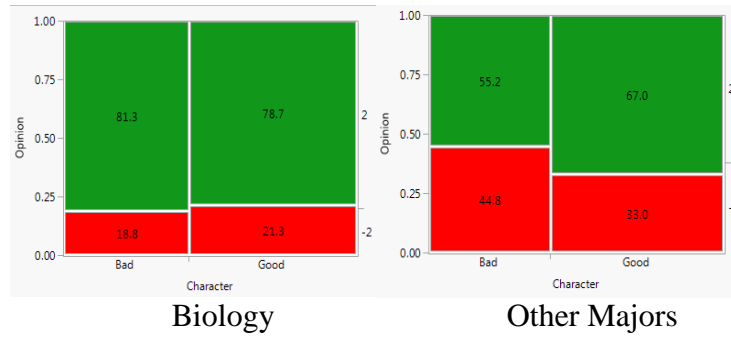 1.00
0.75
0.50
0.25
0.00
Opinion
81.3
78.7
18.8
21.3
2
-2
Bad Good
Character
Biology
1.00
0.75
0.50
0.25
0.00
Opinion
55.2
67.0
44.8
33.0
2
Bad Good
Character
Other Majors